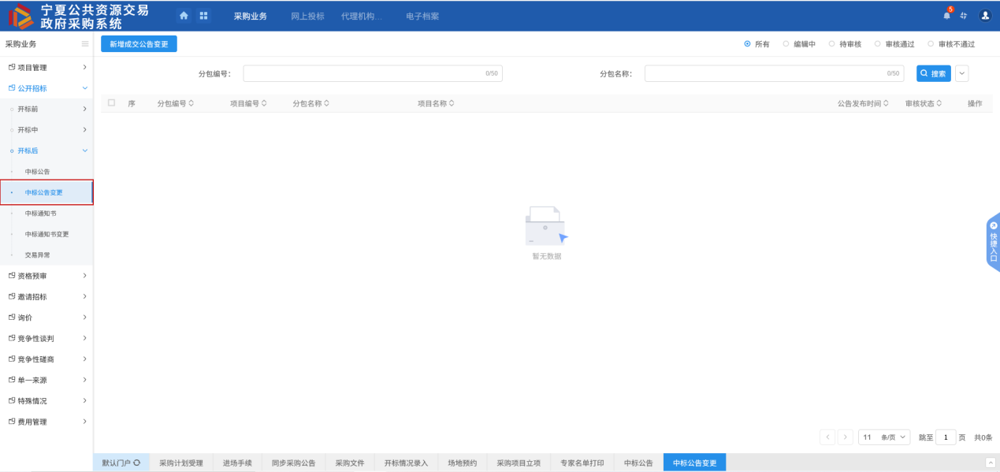 宁夏公共资源交易
政府采购系统
采购业务 网上投标 代理机构... 电子档案
5
采购业务
新增成交公告变更
所有 编辑中 待审核 审核通过 审核不通过
项目管理
公开招标
开标前
开标中
开标后
中标公告
中标公告变更
中标通知书
中标通知书变更
交易异常
资格预审
邀请招标
询价
竞争性谈判
竞争性磋商
单一来源
特殊情况
费用管理
分包编号： 0/50 分包名称： 0/50 搜索
序 分包编号 项目编号 分包名称 项目名称 公告发布时间 审核状态 操作
暂无数据
快捷入口
11 条/页 跳至 1 页 共0条
默认门户 采购计划受理 进场手续 同步采购公告 采购文件 开标情况录入 场地预约 采购项目立项 专家名单打印 中标公告 中标公告变更